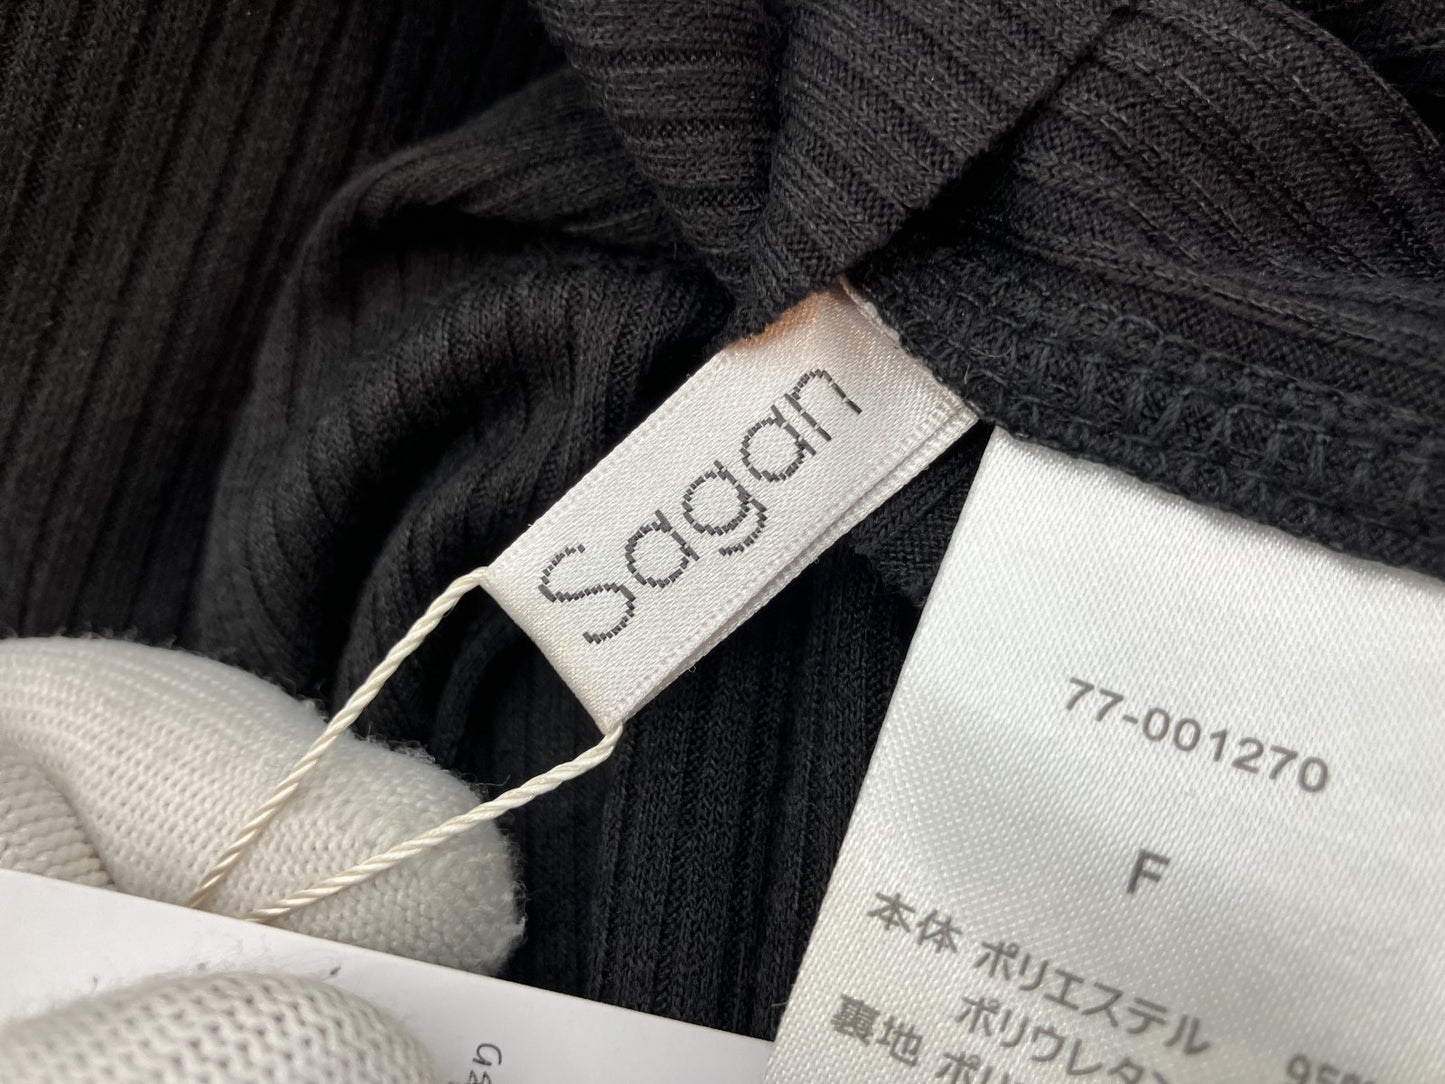 Sagan
77-001270
F
本体 ポリエステル
ポリウレタン
裏地